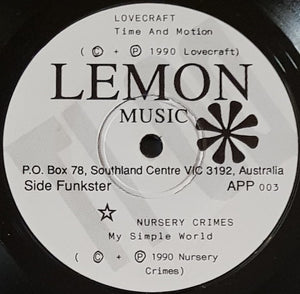 LOVECRAFT
Time And Motion
( © + ℗ 1990 Lovecraft)
LEMON
MUSIC
P.O. Box 78, Southland Centre VIC 3192, Australia
Side Funkster
APP 003
NURSERY CRIMES
My Simple World
( © + ℗ 1990 Nursery
Crimes)